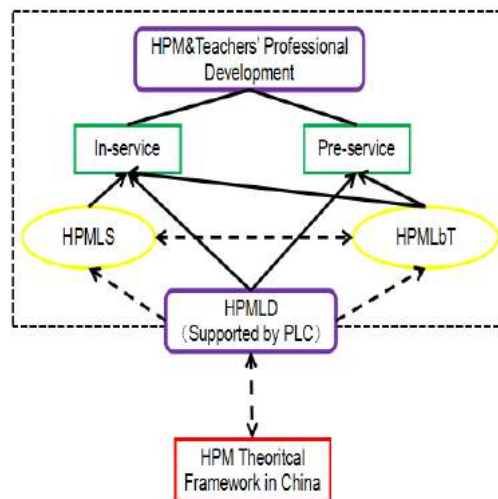 HPM&Teachers' Professional
Development
In-service
Pre-service
HPMLS
HPMLbT
HPMLD
（Supported by PLC）
HPM Theoritcal
Framework in China